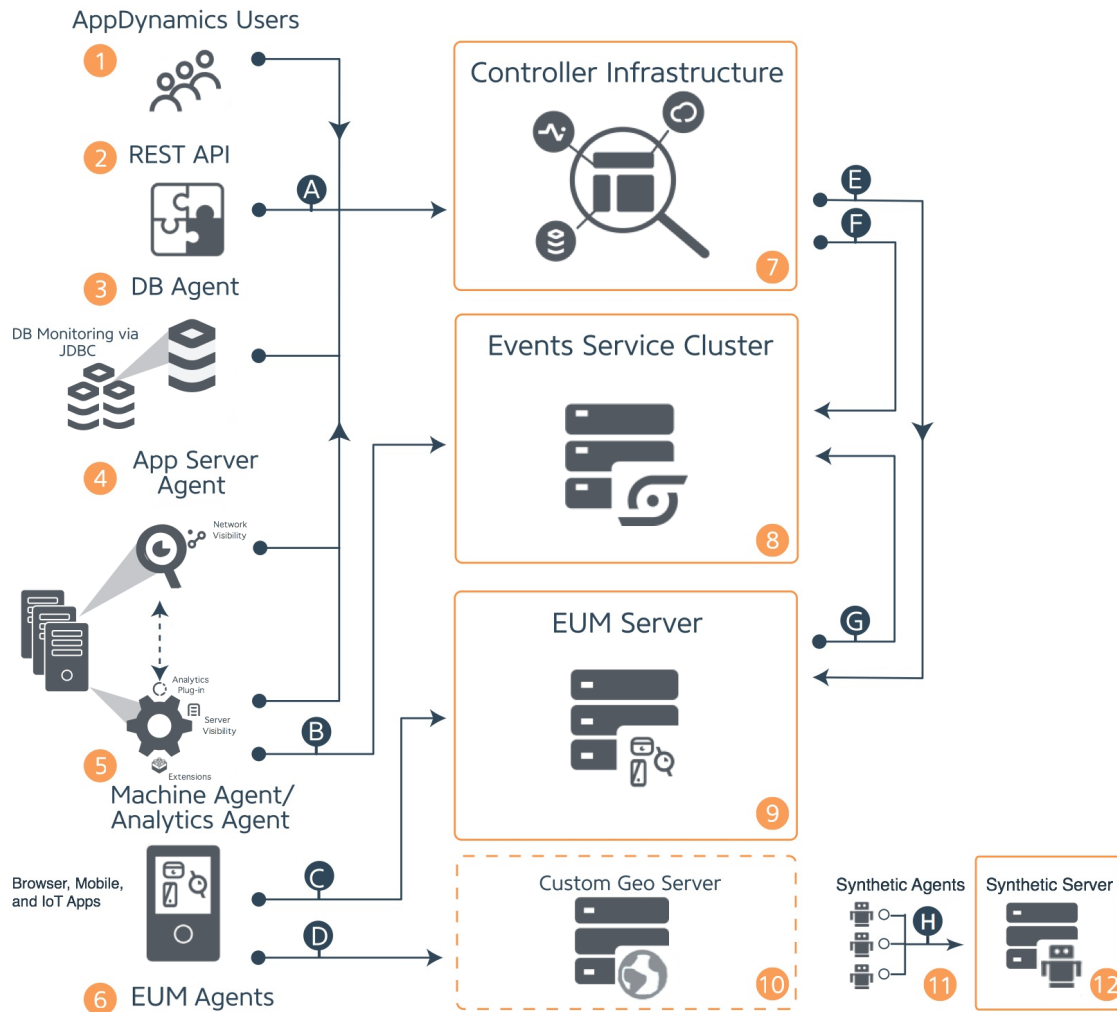 AppDynamics Users
1
2 REST API
A
3 DB Agent
DB Monitoring via
JDBC
4 App Server
Agent
Network
Visibility
Analytics
Plug-in
Server
Visibility
B
5
Extensions
Machine Agent/
Analytics Agent
Browser, Mobile,
and IoT Apps
C
D
6 EUM Agents
Controller Infrastructure
7
E
F
Events Service Cluster
8
EUM Server
G
9
Custom Geo Server
10
Synthetic Agents
H
11
Synthetic Server
12